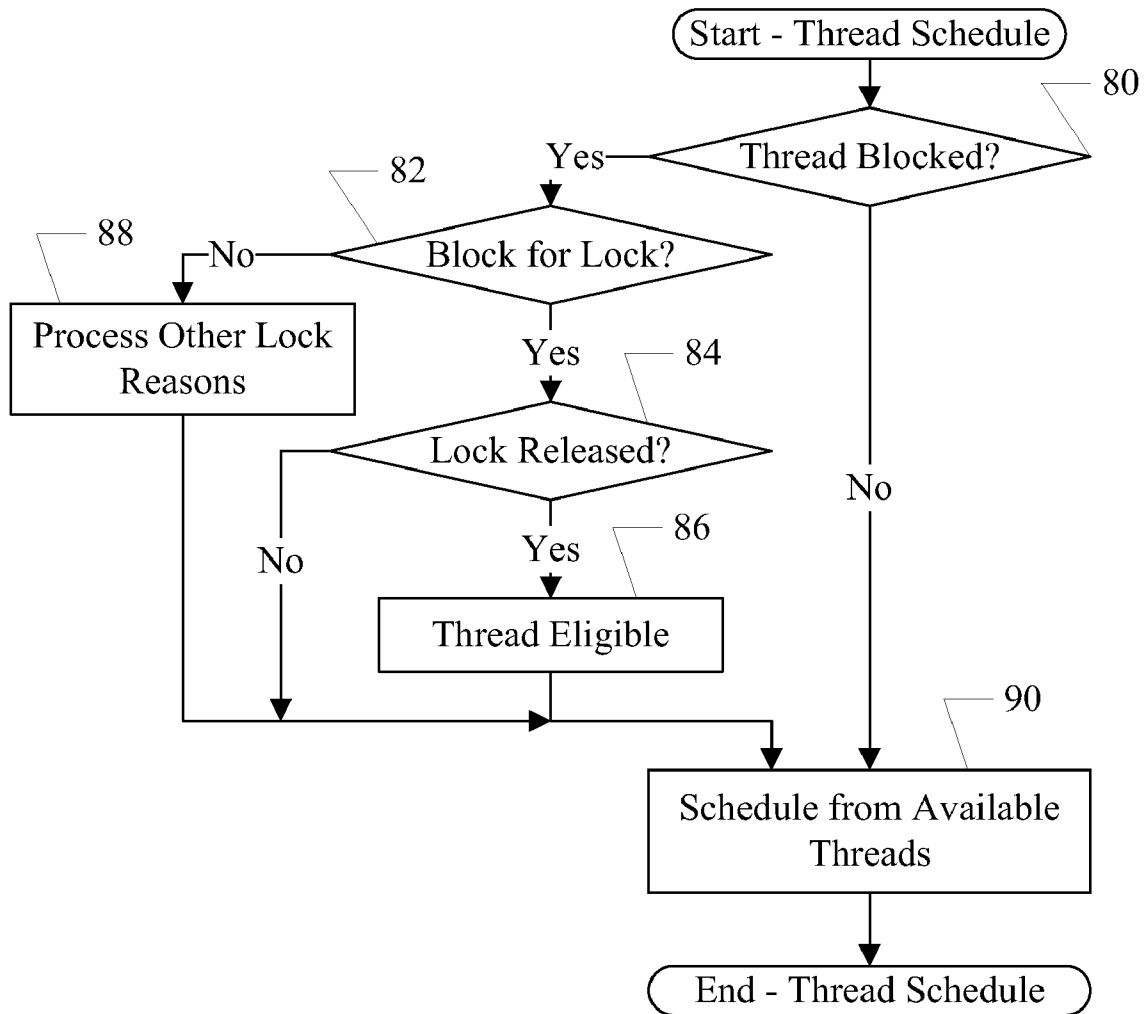 Start - Thread Schedule
80
Thread Blocked?
Yes
82
Block for Lock?
88
No
Process Other Lock
Reasons
Yes
84
Lock Released?
No
No
Yes
86
Thread Eligible
90
Schedule from Available
Threads
End - Thread Schedule